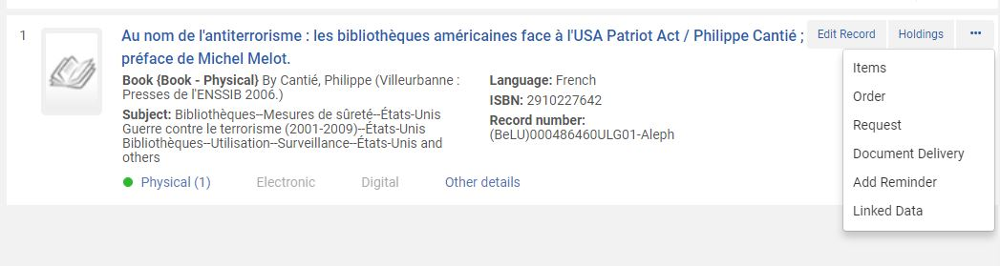 1
Au nom de l'antiterrorisme : les bibliothèques américaines face à l'USA Patriot Act / Philippe Cantié ;
préface de Michel Melot.
Edit Record
Holdings
•••
Book {Book - Physical} By Cantié, Philippe (Villeurbanne :
Presses de l'ENSSIB 2006.)
Subject: Bibliothèques--Mesures de sûreté--États-Unis
Guerre contre le terrorisme (2001-2009)--États-Unis
Bibliothèques--Utilisation--Surveillance--États-Unis and
others
Language: French
ISBN: 2910227642
Record number:
(BeLU)000486460ULG01-Aleph
Physical (1)
Electronic
Digital
Other details
Items
Order
Request
Document Delivery
Add Reminder
Linked Data